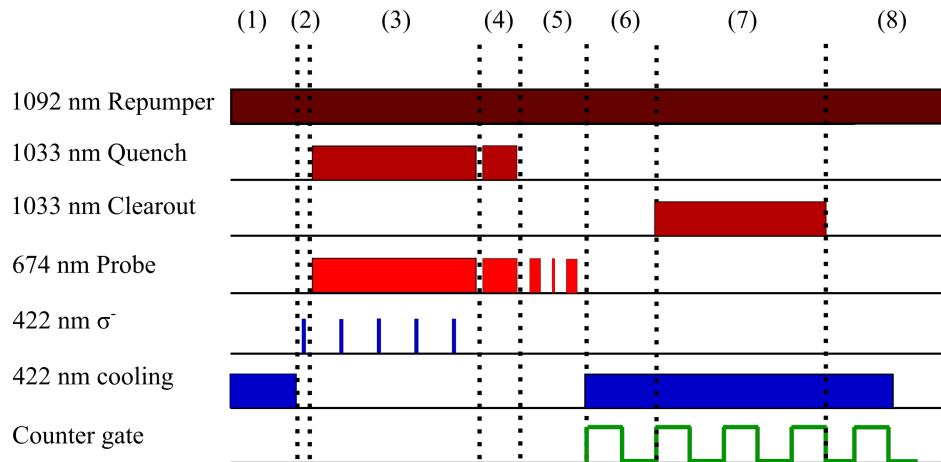 (1) (2) (3) (4) (5) (6) (7) (8)
1092 nm Repumper
1033 nm Quench
1033 nm Clearout
674 nm Probe
422 nm σ⁻
422 nm cooling
Counter gate